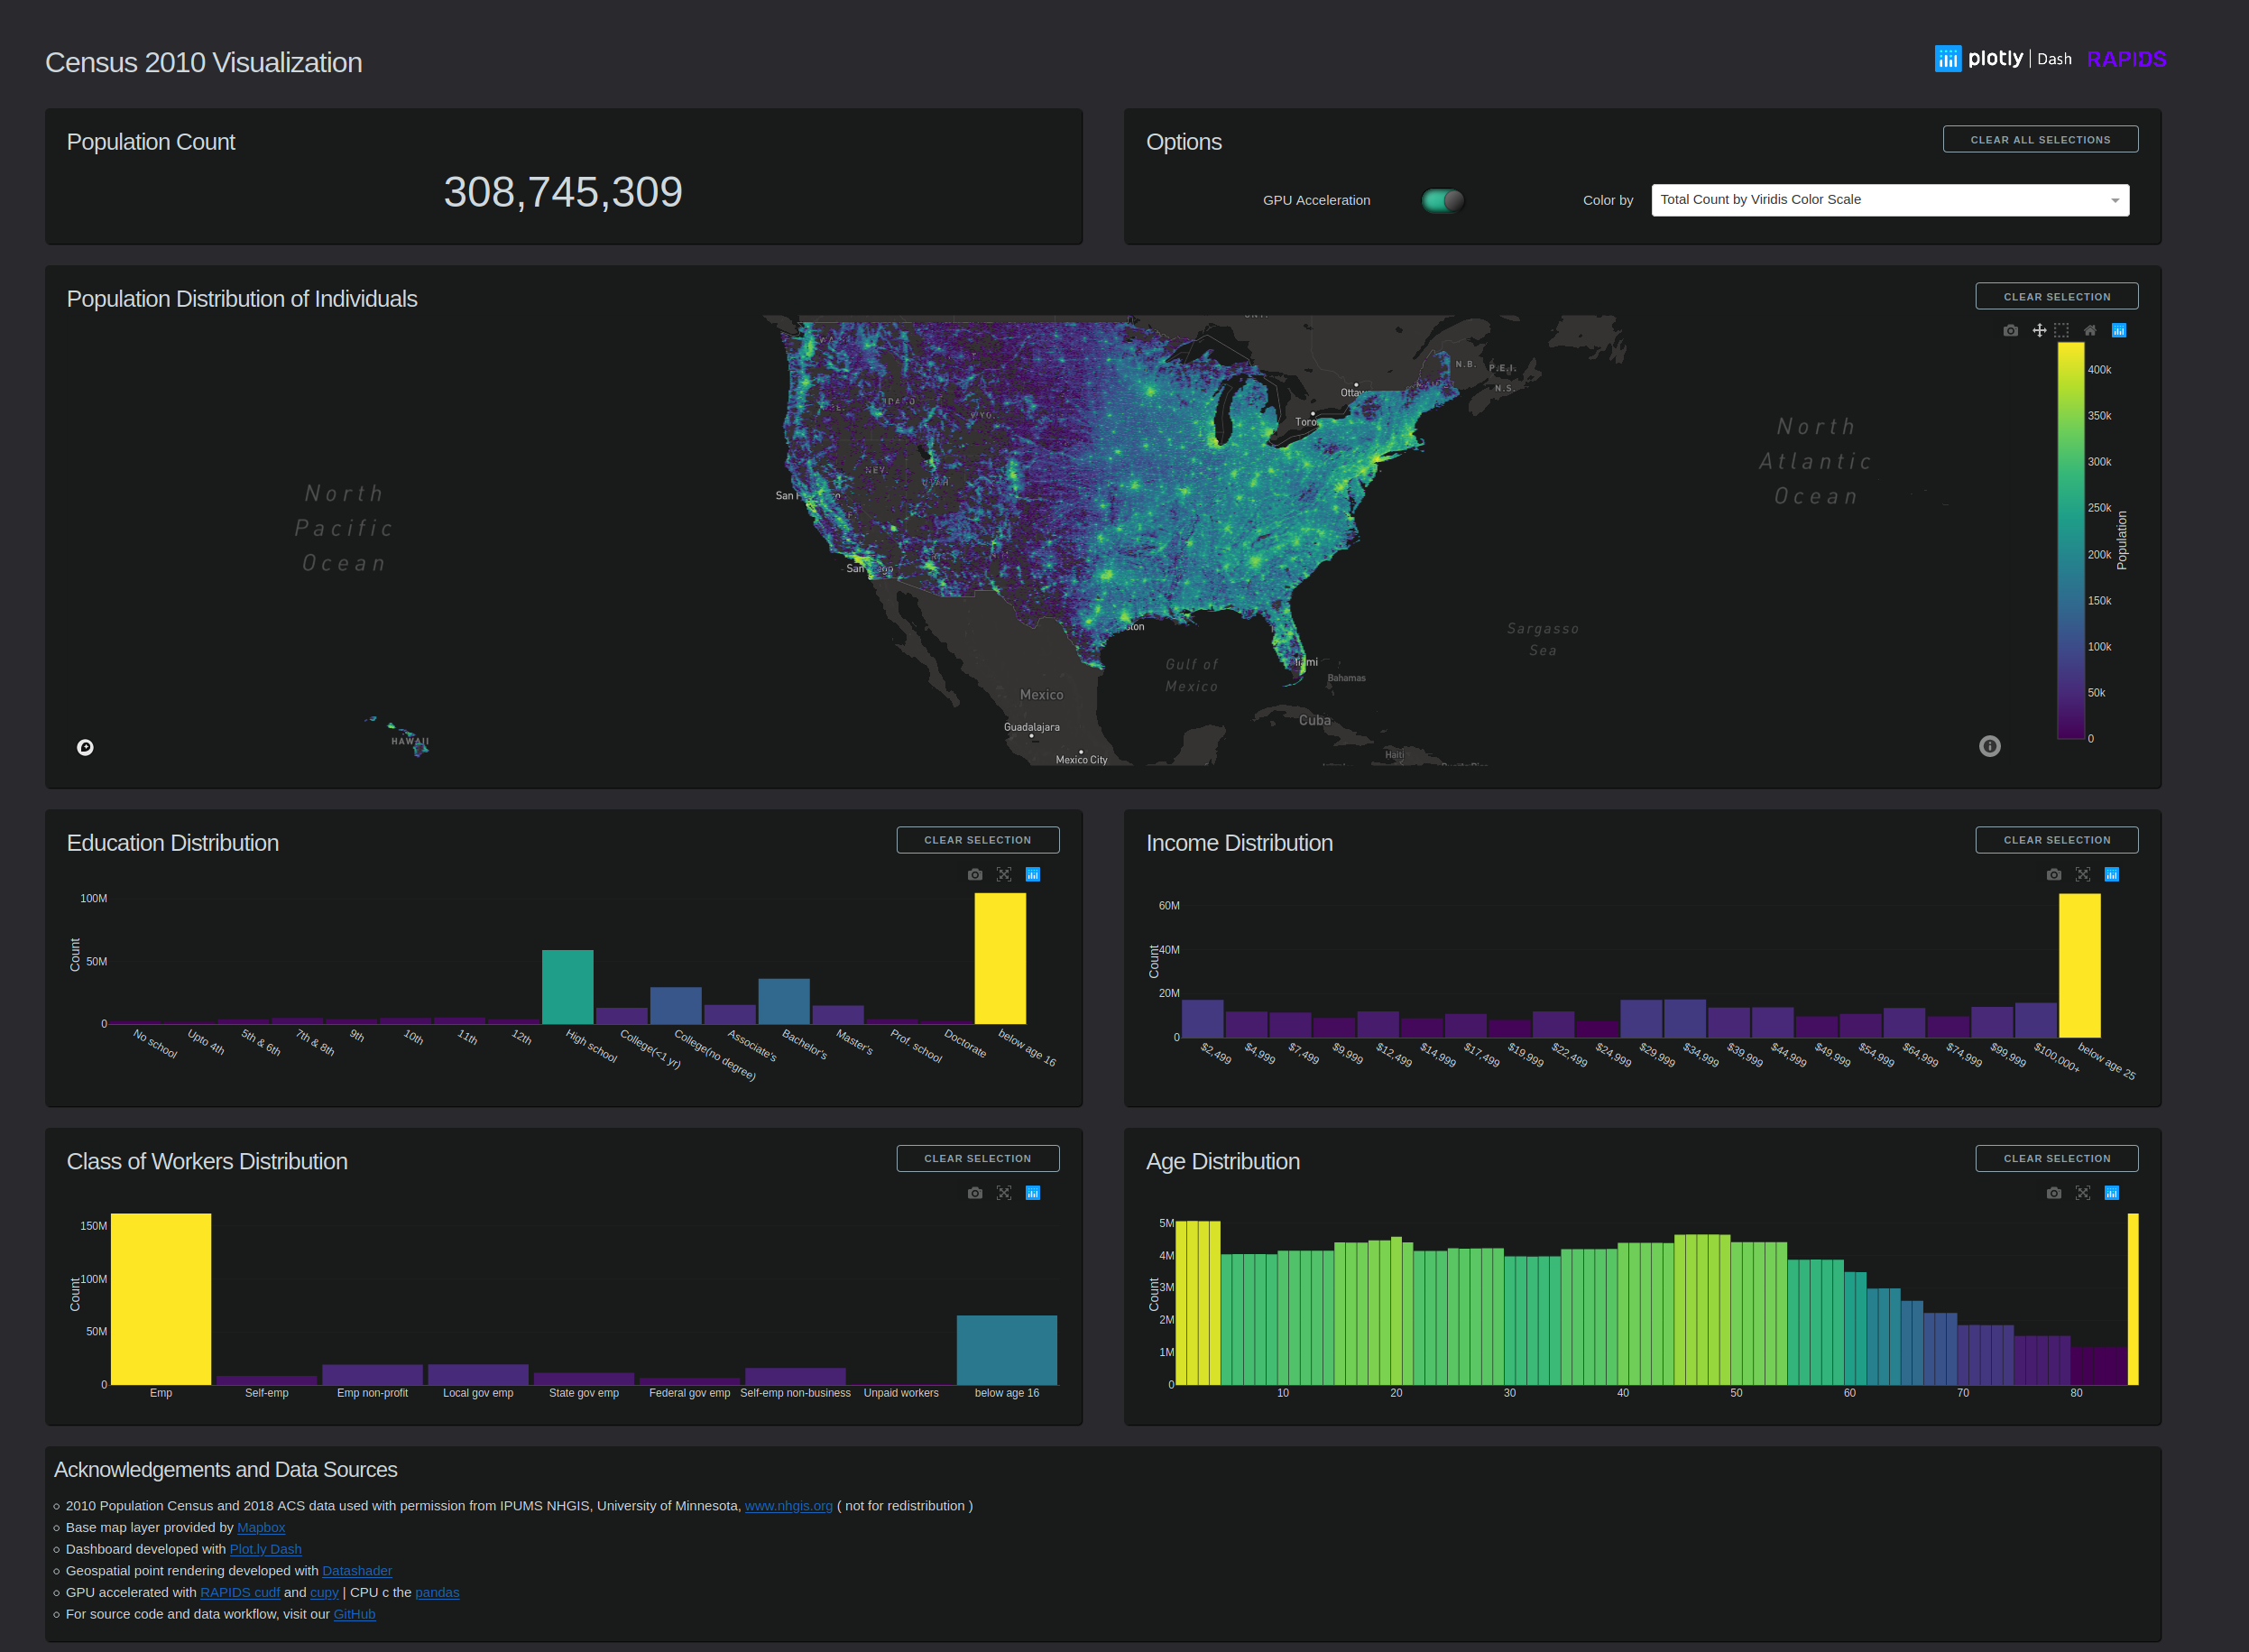 Census 2010 Visualization
plotly | Dash RAPIDS
Population Count
308,745,309
Options
CLEAR ALL SELECTIONS
GPU Acceleration
Color by
Total Count by Viridis Color Scale
Population Distribution of Individuals
CLEAR SELECTION
North
Pacific
Ocean
North
Atlantic
Ocean
Sargasso
Sea
Gulf of
Mexico
N.B.
P.E.I.
N.S.
NEV.
Bahamas
Mexico
Guadalajara
Mexico City
Cuba
Haiti
HAWAII
400k
350k
300k
250k
200k
150k
100k
50k
0
Population
Education Distribution
CLEAR SELECTION
100M
50M
0
Count
No school
Upto 4th
5th & 6th
7th & 8th
9th
10th
11th
12th
High school
College(<1 yr)
College(no degree)
Associate's
Bachelor's
Master's
Prof. school
Doctorate
below age 16
Income Distribution
CLEAR SELECTION
60M
40M
20M
0
Count
$2,499
$4,999
$7,499
$9,999
$12,499
$14,999
$17,499
$19,999
$22,499
$24,999
$29,999
$34,999
$39,999
$44,999
$49,999
$54,999
$64,999
$74,999
$99,999
$100,000+
below age 25
Class of Workers Distribution
CLEAR SELECTION
150M
100M
50M
0
Count
Emp
Self-emp
Emp non-profit
Local gov emp
State gov emp
Federal gov emp
Self-emp non-business
Unpaid workers
below age 16
Age Distribution
CLEAR SELECTION
5M
4M
3M
2M
1M
0
Count
10
20
30
40
50
60
70
80
Acknowledgements and Data Sources
2010 Population Census and 2018 ACS data used with permission from IPUMS NHGIS, University of Minnesota, www.nhgis.org ( not for redistribution )
Base map layer provided by Mapbox
Dashboard developed with Plot.ly Dash
Geospatial point rendering developed with Datashader
GPU accelerated with RAPIDS cudf and cupy | CPU c the pandas
For source code and data workflow, visit our GitHub